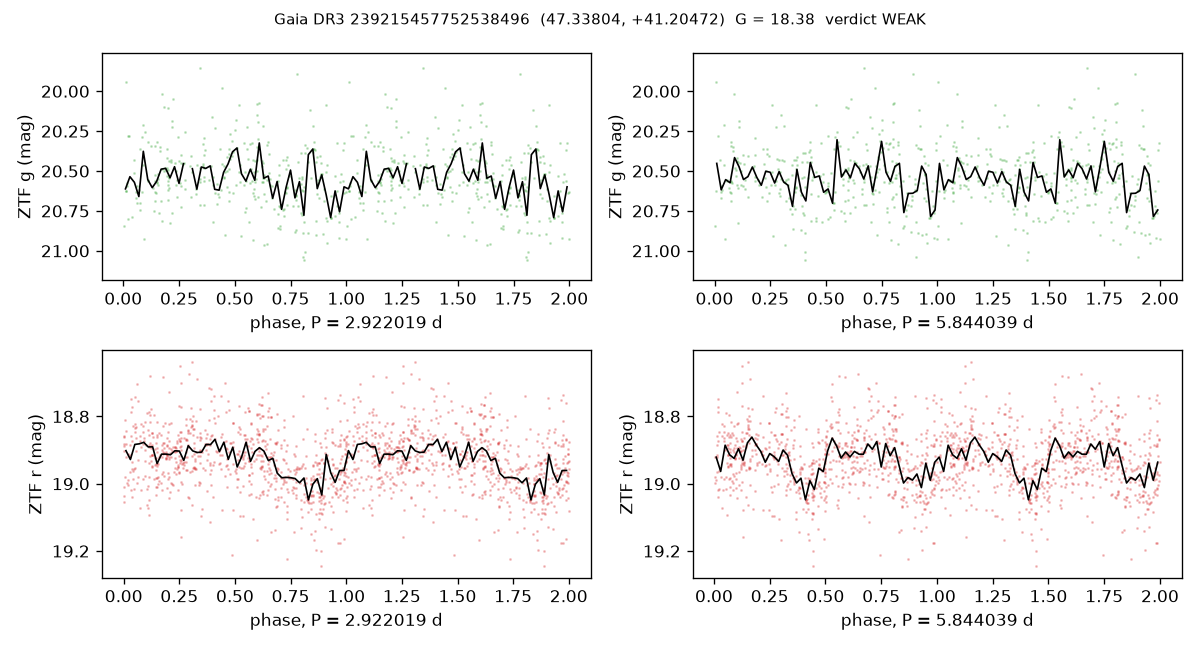 Gaia DR3 239215457752538496 (47.33804, +41.20472) G = 18.38 verdict WEAK
ZTF g (mag)
20.00
20.25
20.50
20.75
21.00
0.00 0.25 0.50 0.75 1.00 1.25 1.50 1.75 2.00
phase, P = 2.922019 d
ZTF g (mag)
20.00
20.25
20.50
20.75
21.00
0.00 0.25 0.50 0.75 1.00 1.25 1.50 1.75 2.00
phase, P = 5.844039 d
ZTF r (mag)
18.8
19.0
19.2
0.00 0.25 0.50 0.75 1.00 1.25 1.50 1.75 2.00
phase, P = 2.922019 d
ZTF r (mag)
18.8
19.0
19.2
0.00 0.25 0.50 0.75 1.00 1.25 1.50 1.75 2.00
phase, P = 5.844039 d